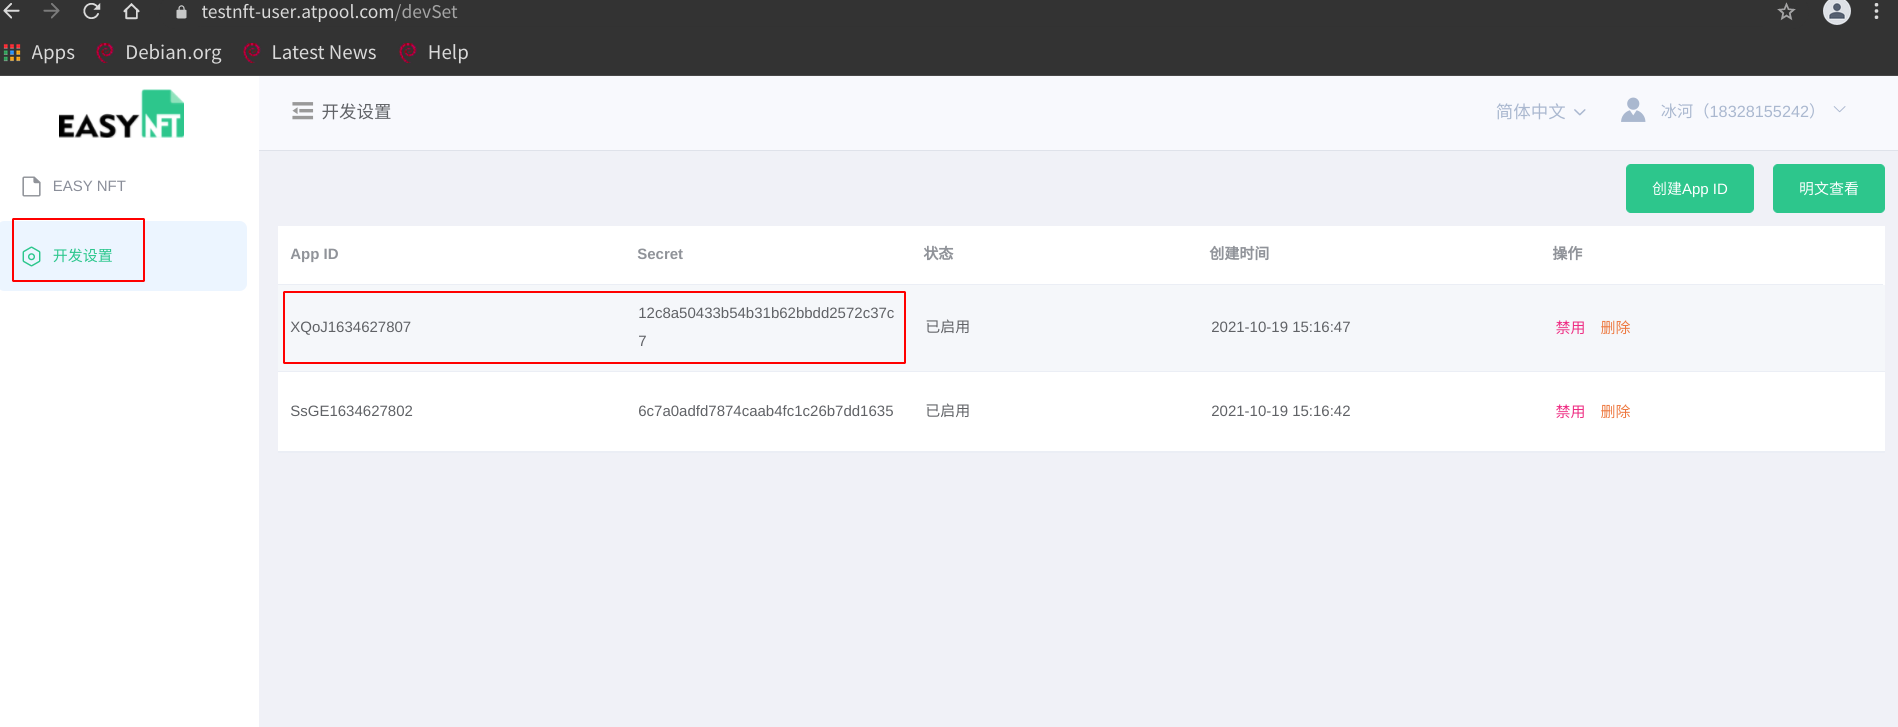 testnft-user.atpool.com/devSet
Apps Debian.org Latest News Help
EASY NFT
开发设置
简体中文
冰河（18328155242）
EASY NFT
开发设置
创建App ID
明文查看
App ID Secret 状态 创建时间 操作
XQoJ1634627807 12c8a50433b54b31b62bbdd2572c37c 已启用 2021-10-19 15:16:47 禁用 删除
7
SsGE1634627802 6c7a0adfd7874caab4fc1c26b7dd1635 已启用 2021-10-19 15:16:42 禁用 删除